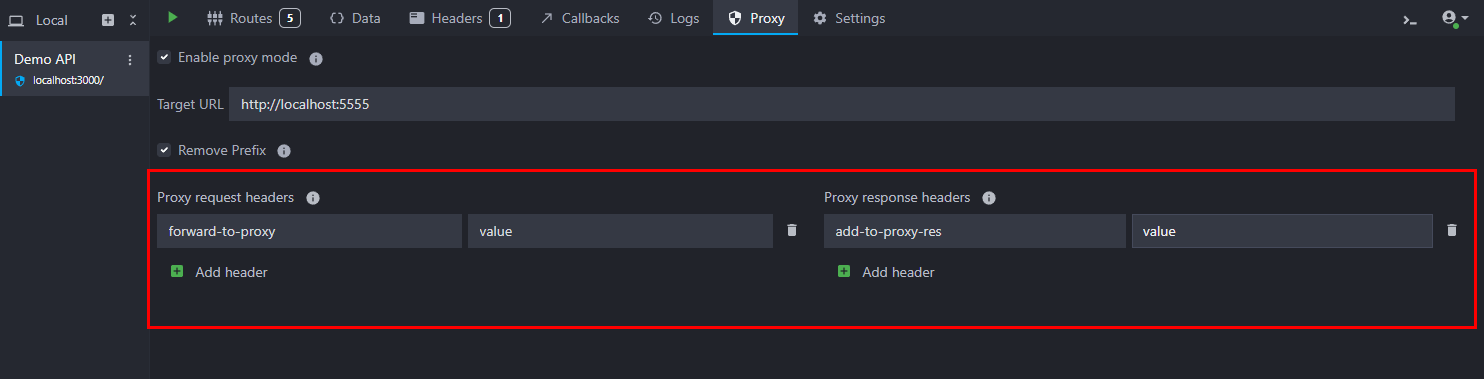 Local
Routes 5
Data
Headers 1
Callbacks
Logs
Proxy
Settings
Demo API
localhost:3000/
Enable proxy mode
Target URL http://localhost:5555
Remove Prefix
Proxy request headers
Proxy response headers
forward-to-proxy value
add-to-proxy-res value
Add header
Add header